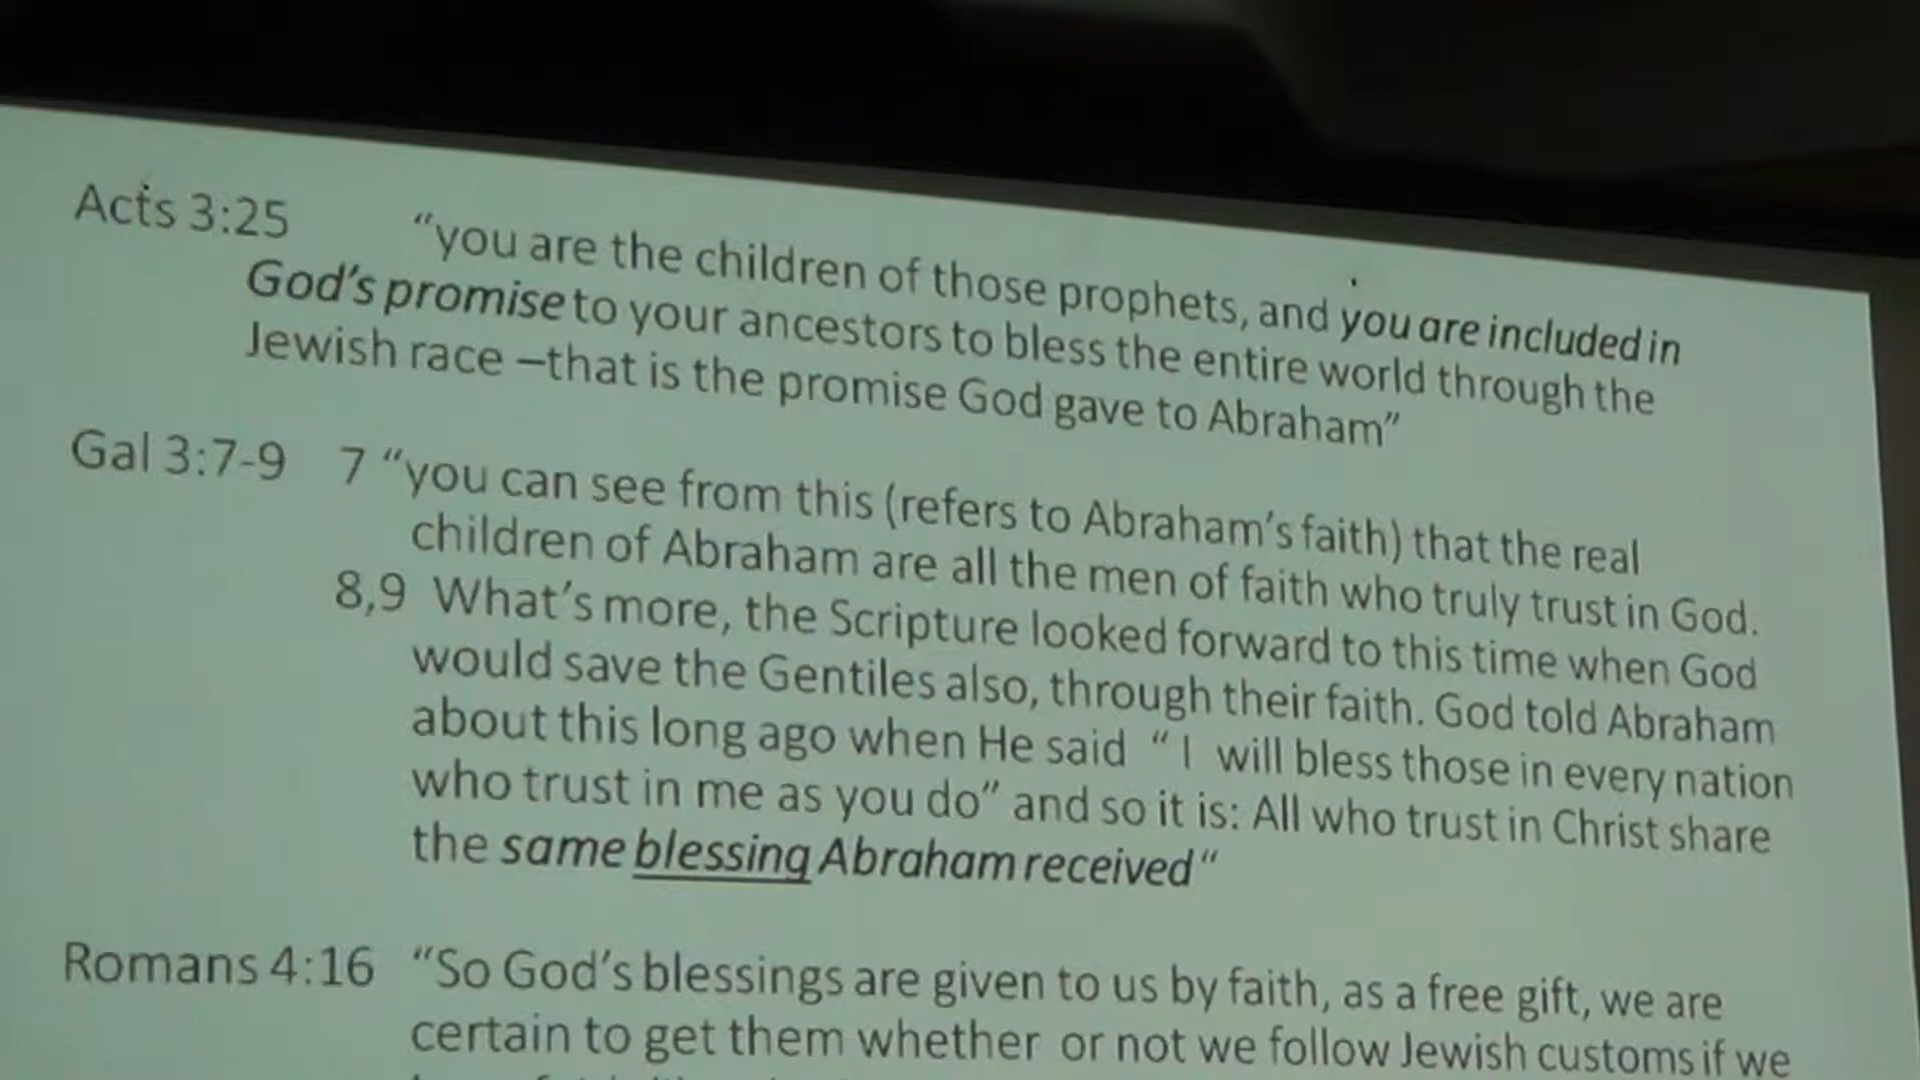 Acts 3:25 “you are the children of those prophets, and you are included in
God’s promise to your ancestors to bless the entire world through the
Jewish race –that is the promise God gave to Abraham”
Gal 3:7-9 7 “you can see from this (refers to Abraham’s faith) that the real
children of Abraham are all the men of faith who truly trust in God.
8,9 What’s more, the Scripture looked forward to this time when God
would save the Gentiles also, through their faith. God told Abraham
about this long ago when He said “ I will bless those in every nation
who trust in me as you do” and so it is: All who trust in Christ share
the same blessing Abraham received“
Romans 4:16 “So God’s blessings are given to us by faith, as a free gift, we are
certain to get them whether or not we follow Jewish customs if we